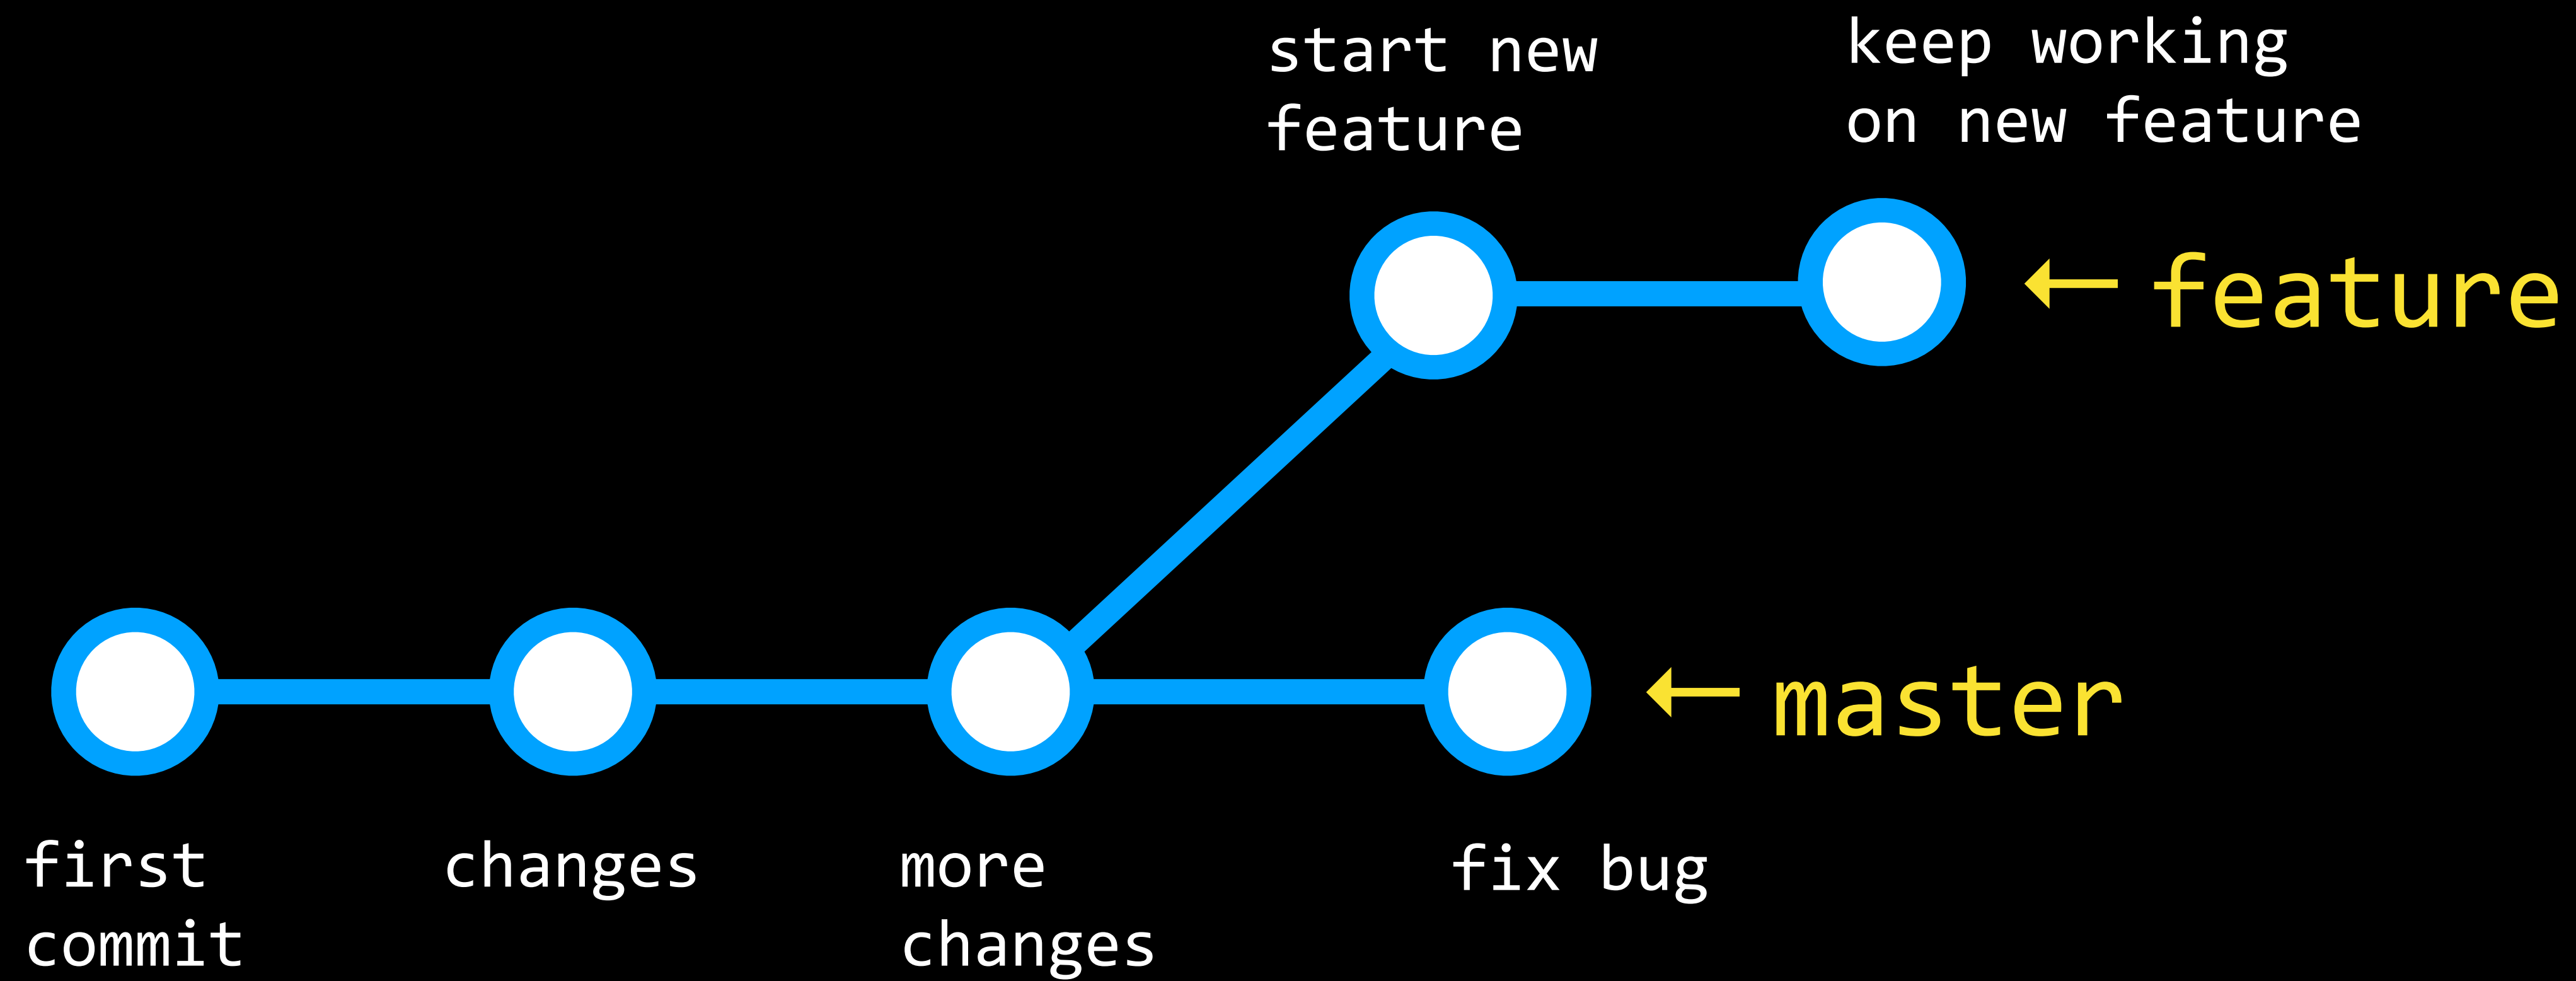 start new
feature
keep working
on new feature
← feature
← master
first
commit
changes
more
changes
fix bug